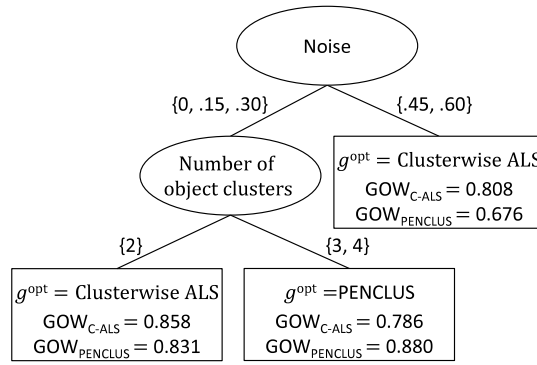 Noise
{0, .15, .30}
{.45, .60}
Number of
object clusters
g^opt = Clusterwise ALS
GOW_C-ALS = 0.808
GOW_PENCLUS = 0.676
{2}
{3, 4}
g^opt = Clusterwise ALS
GOW_C-ALS = 0.858
GOW_PENCLUS = 0.831
g^opt =PENCLUS
GOW_C-ALS = 0.786
GOW_PENCLUS = 0.880